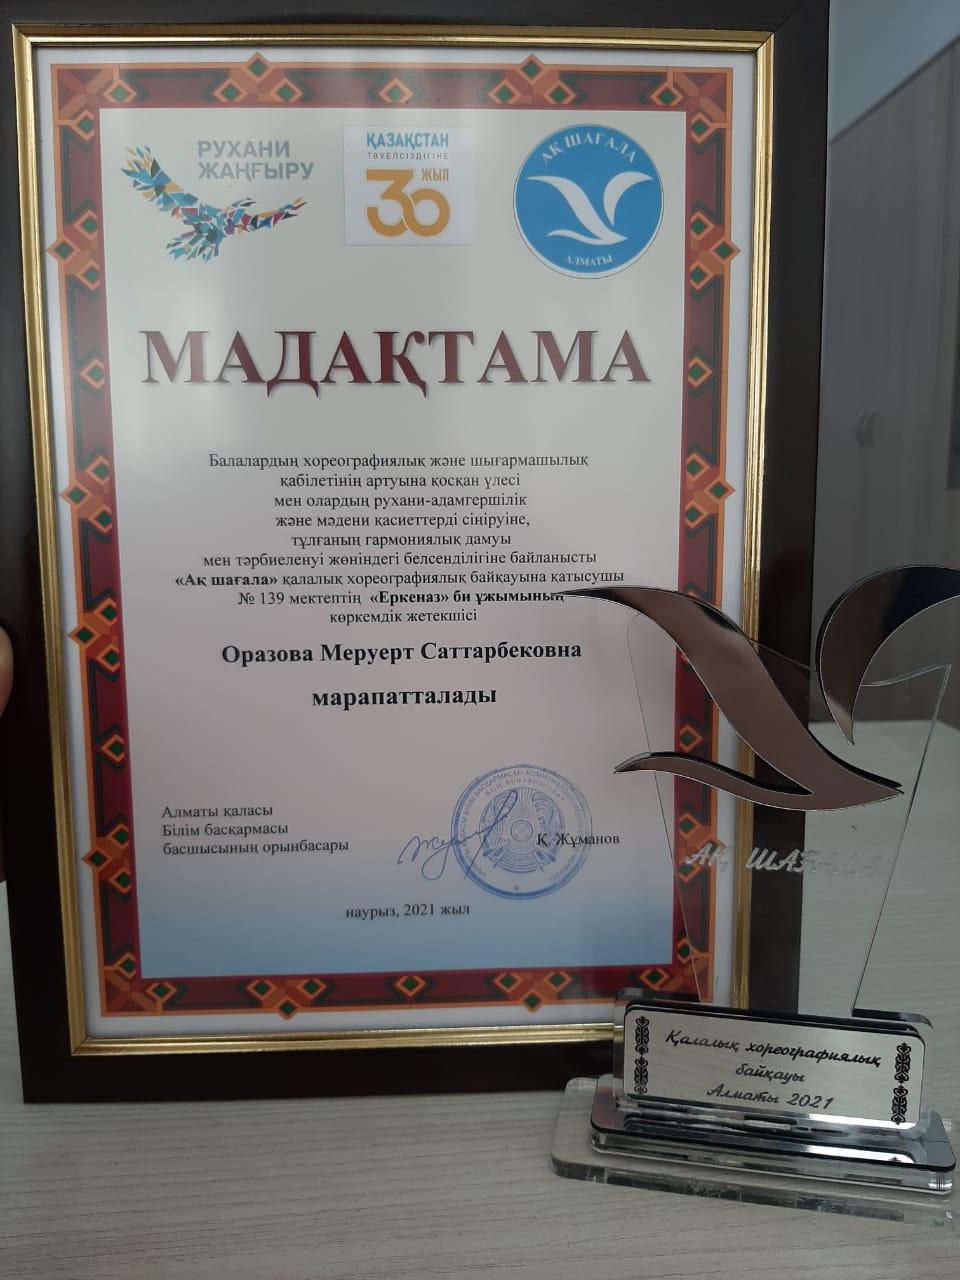 РУХАНИ
ЖАҢҒЫРУ
ҚАЗАҚСТАН
ТӘУЕЛСІЗДІГІНЕ
30 ЖЫЛ
АҚ ШАҒАЛА
АЛМАТЫ
МАДАҚТАМА
Балалардың хореографиялық және шығармашылық
қабілетінің артуына қосқан үлесі
мен олардың рухани-адамгершілік
және мәдени қасиеттерді сіңіруіне,
тұлғаның гармониялық дамуы
мен тәрбиеленуі жөніндегі белсенділігіне байланысты
«Ақ шағала» қалалық хореографиялық байқауына қатысушы
№ 139 мектептің «Еркеназ» би ұжымының
көркемдік жетекшісі
Оразова Меруерт Саттарбековна
марапатталады
Алматы қаласы
Білім басқармасы
басшысының орынбасары
Қ. Жұманов
наурыз, 2021 жыл
АҚ ШАҒАЛА
Қалалық хореографиялық
байқауы
Алматы 2021